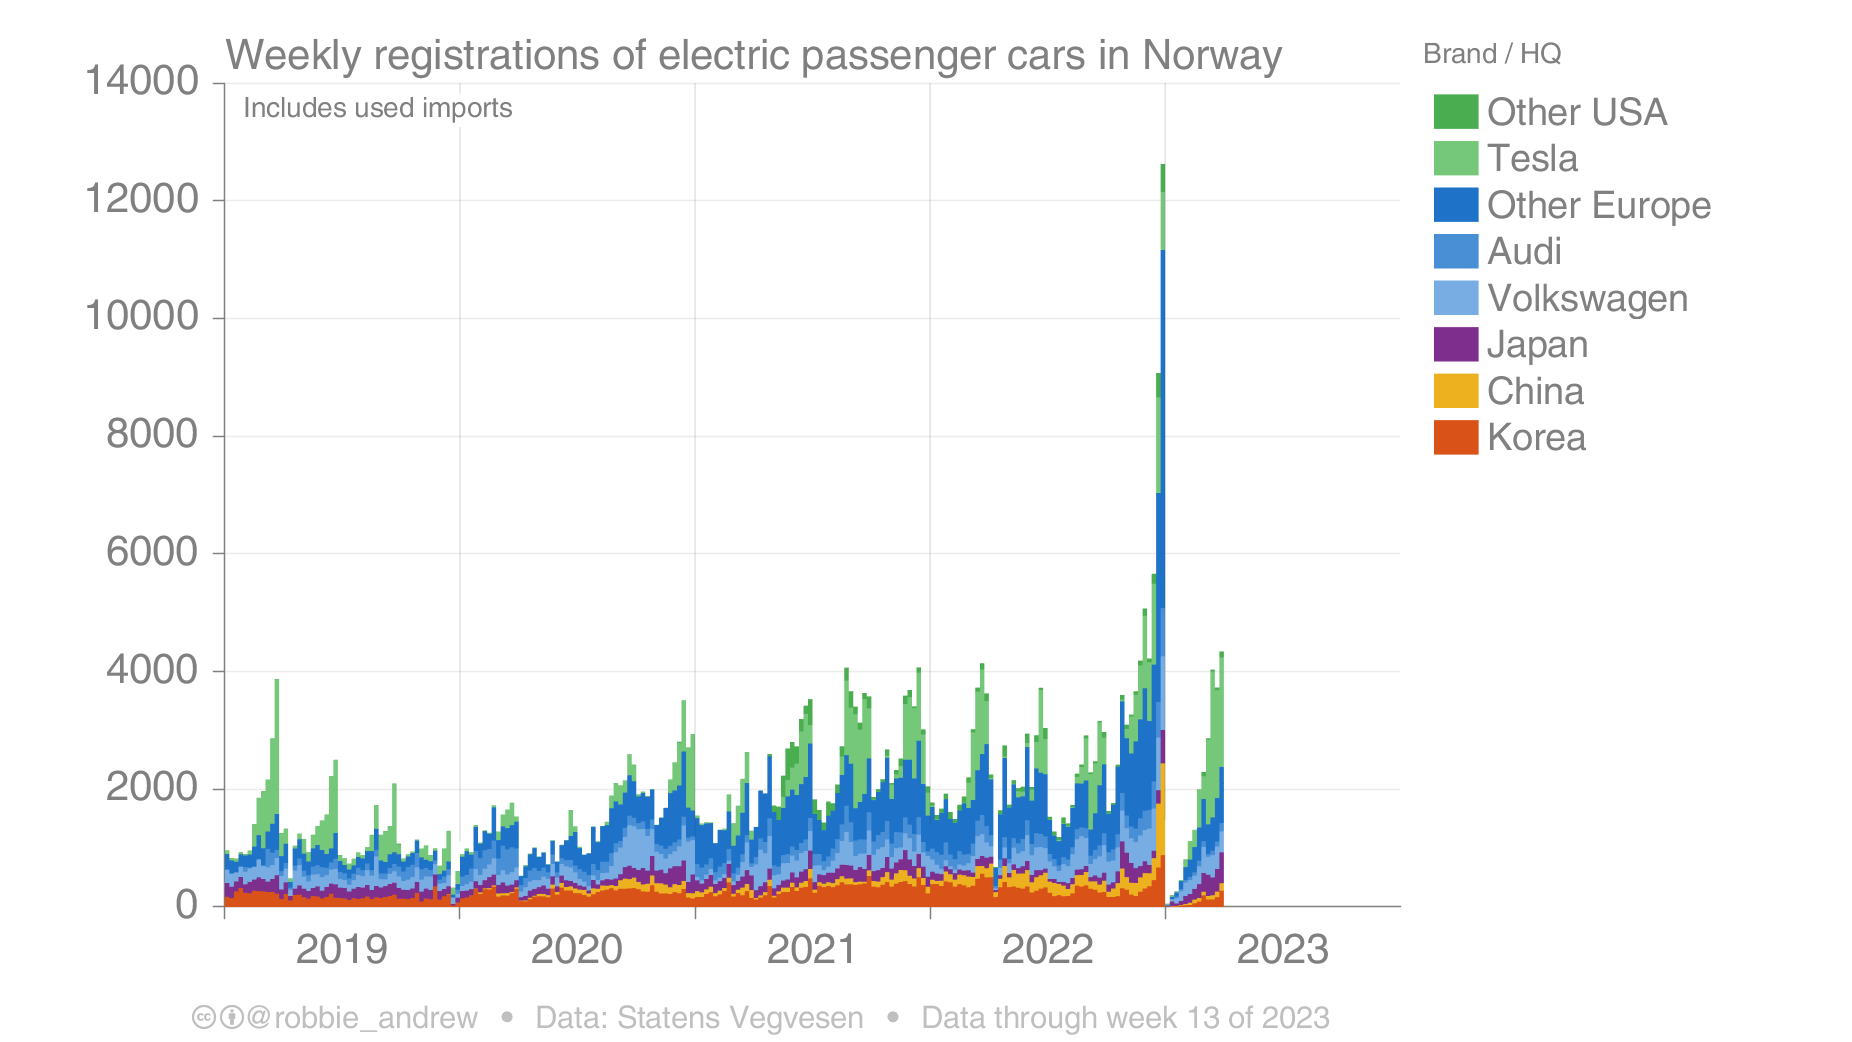 Weekly registrations of electric passenger cars in Norway
Includes used imports
14000
12000
10000
8000
6000
4000
2000
0
2019 2020 2021 2022 2023
Brand / HQ
Other USA
Tesla
Other Europe
Audi
Volkswagen
Japan
China
Korea
cc @robbie_andrew • Data: Statens Vegvesen • Data through week 13 of 2023